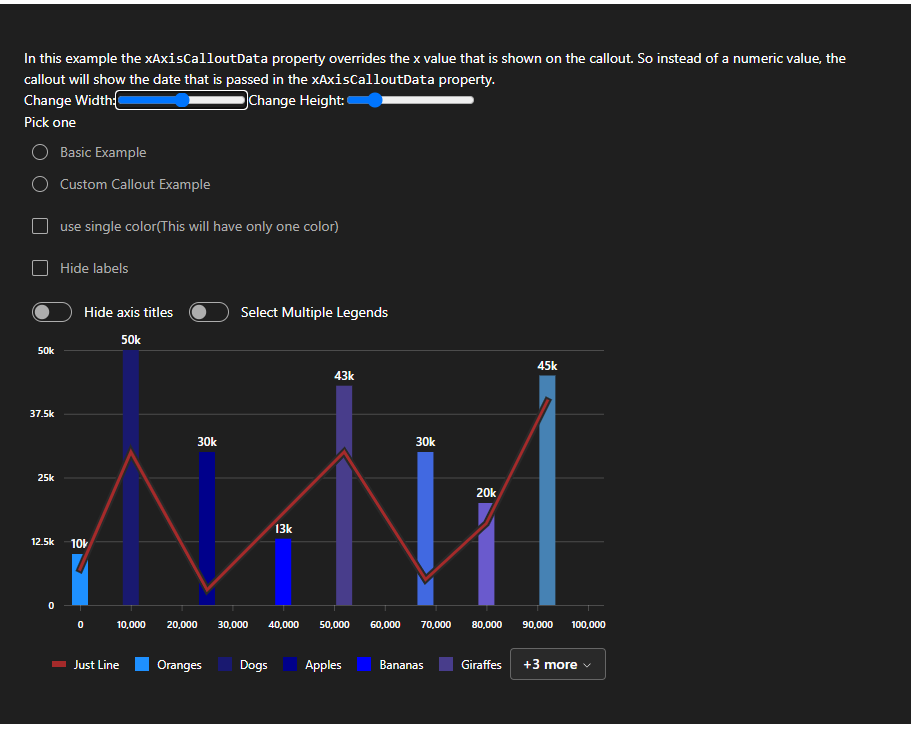 In this example the xAxisCalloutData property overrides the x value that is shown on the callout. So instead of a numeric value, the
callout will show the date that is passed in the xAxisCalloutData property.
Change Width: Change Height:
Pick one
Basic Example
Custom Callout Example
use single color(This will have only one color)
Hide labels
Hide axis titles Select Multiple Legends
50k
50k
45k
43k
37.5k
30k 30k
25k
20k
13k
12.5k 10k
0
0 10,000 20,000 30,000 40,000 50,000 60,000 70,000 80,000 90,000 100,000
Just Line Oranges Dogs Apples Bananas Giraffes +3 more